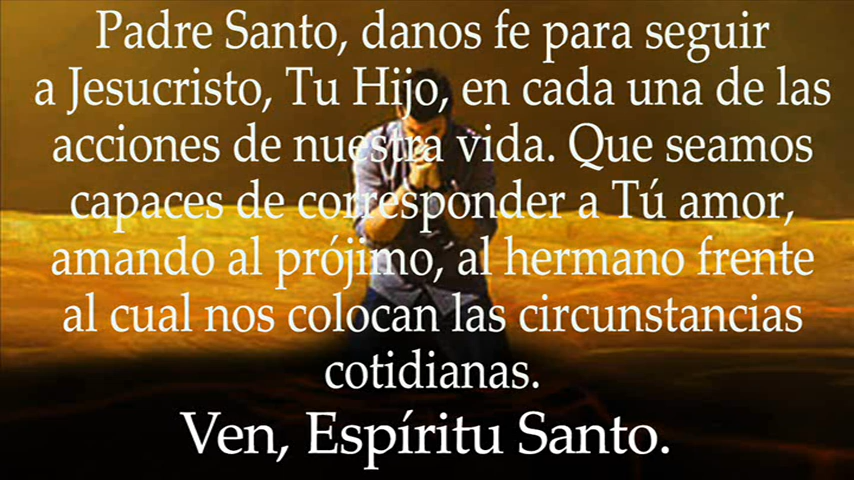 Padre Santo, danos fe para seguir
a Jesucristo, Tu Hijo, en cada una de las
acciones de nuestra vida. Que seamos
capaces de corresponder a Tú amor,
amando al prójimo, al hermano frente
al cual nos colocan las circunstancias
cotidianas.
Ven, Espíritu Santo.